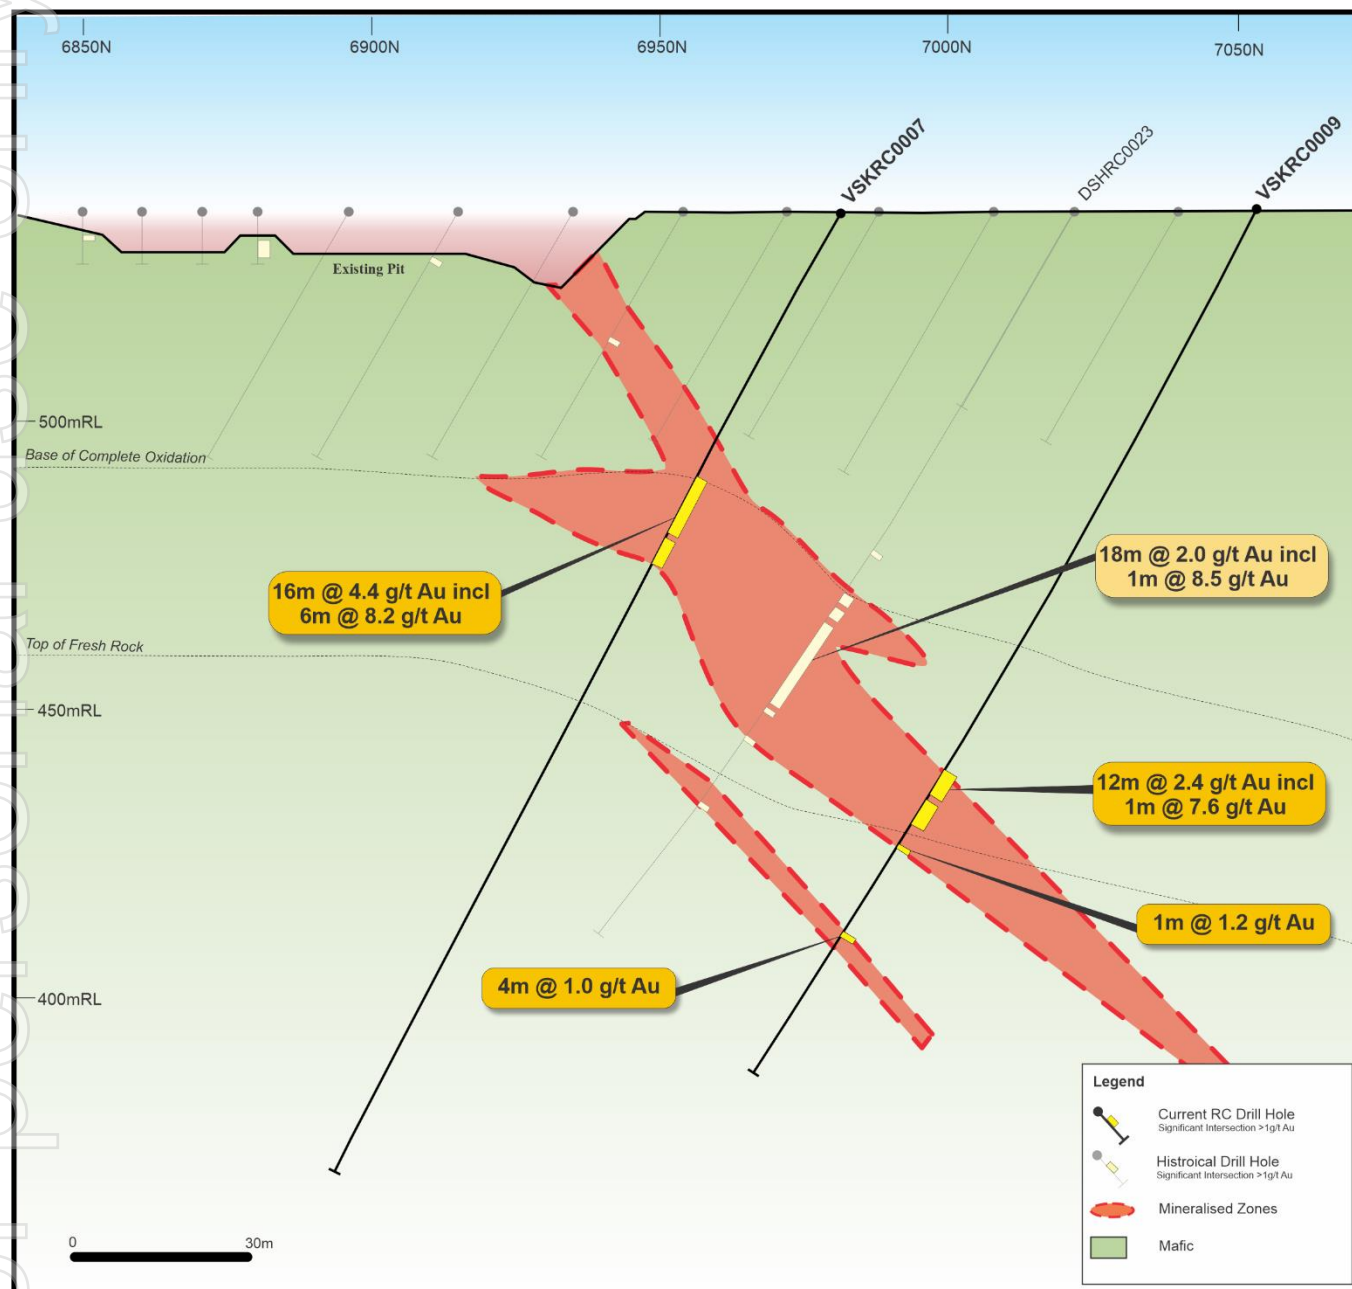 6850N
6900N
6950N
7000N
7050N
VSKRC0007
DSHRC0023
VSKRC0009
Existing Pit
500mRL
Base of Complete Oxidation
18m @ 2.0 g/t Au incl
1m @ 8.5 g/t Au
16m @ 4.4 g/t Au incl
6m @ 8.2 g/t Au
Top of Fresh Rock
450mRL
12m @ 2.4 g/t Au incl
1m @ 7.6 g/t Au
1m @ 1.2 g/t Au
4m @ 1.0 g/t Au
400mRL
Legend
Current RC Drill Hole
Significant Intersection >1g/t Au
Histroical Drill Hole
Significant Intersection >1g/t Au
Mineralised Zones
Mafic
0 30m